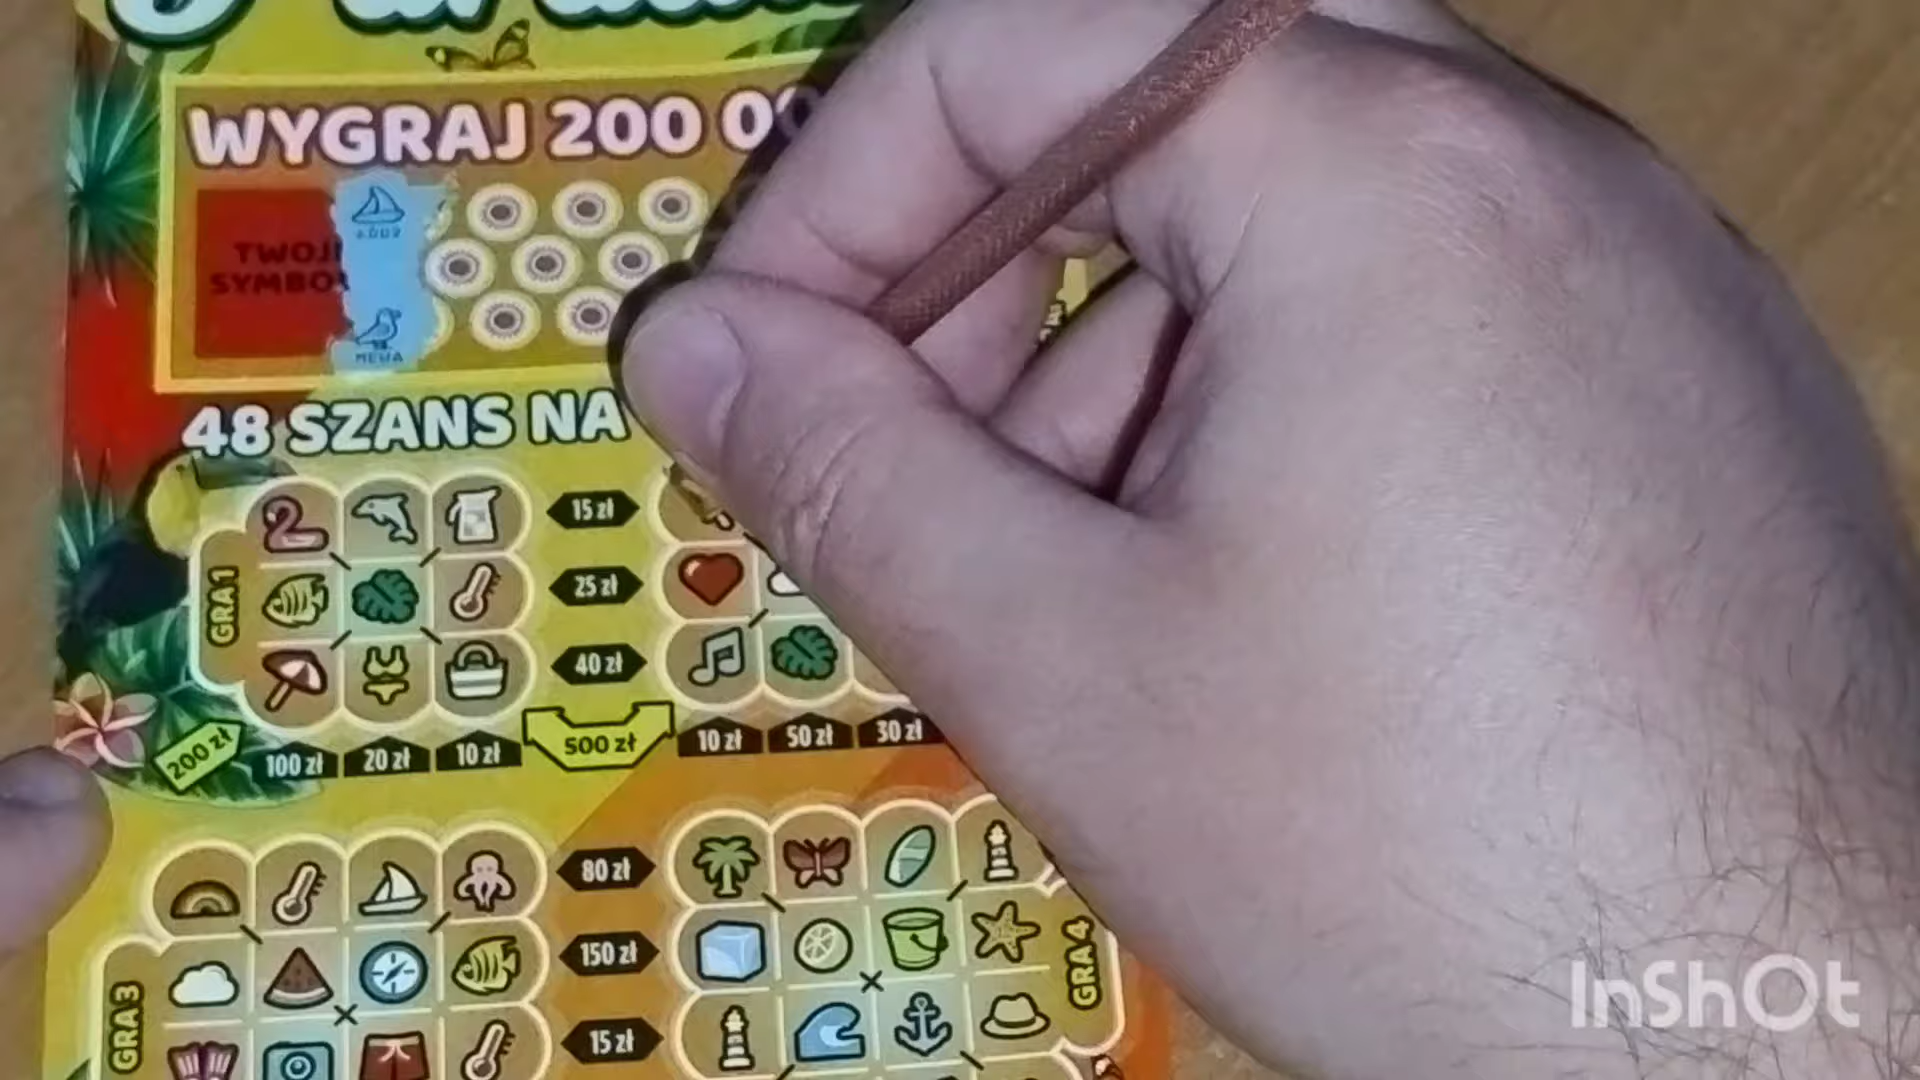 WYGRAJ 200 0
TWOJ
SYMBO
ŁÓDŹ
MEWA
48 SZANS NA
GRA 1
15 zł
25 zł
40 zł
200 zł
100 zł
20 zł
10 zł
500 zł
10 zł
50 zł
30 zł
GRA 3
80 zł
150 zł
15 zł
GRA 4
InShOt